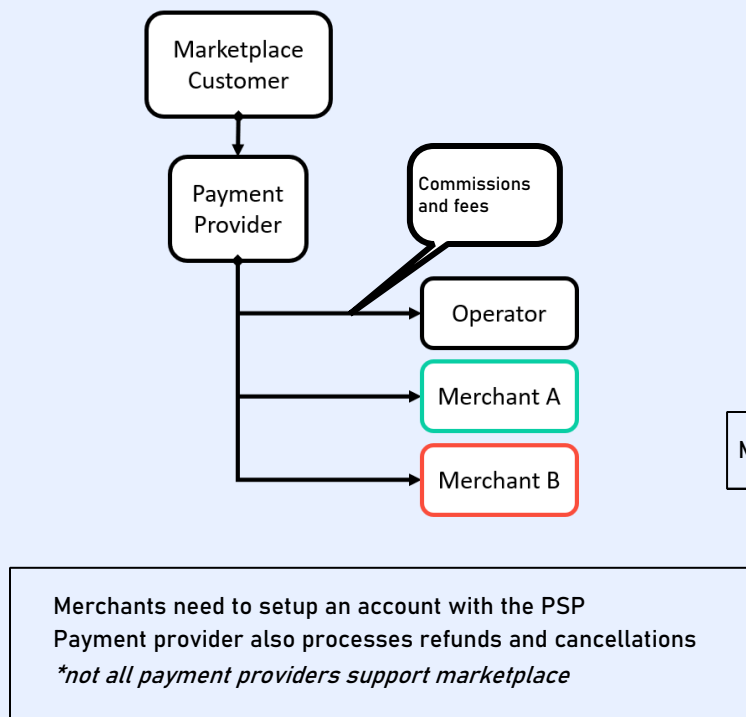 Marketplace
Customer
Payment
Provider
Commissions
and fees
Operator
Merchant A
Merchant B
M
Merchants need to setup an account with the PSP
Payment provider also processes refunds and cancellations
*not all payment providers support marketplace